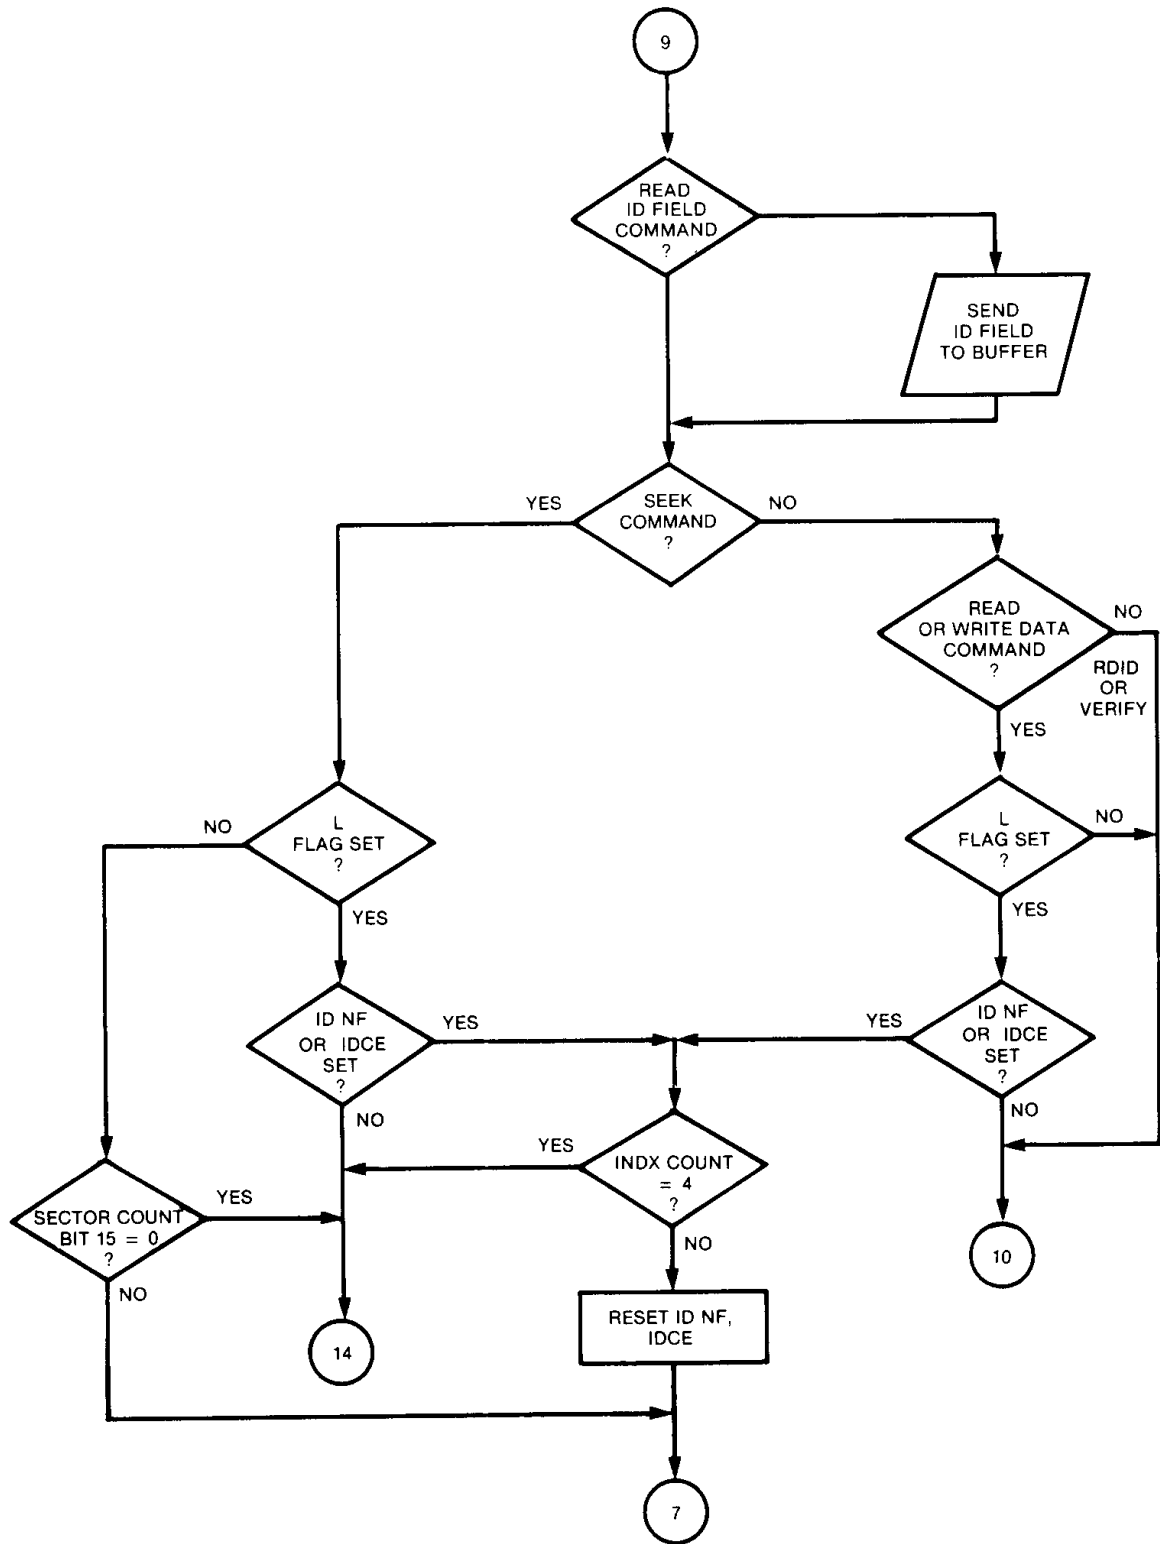 9
READ
ID FIELD
COMMAND
?
SEND
ID FIELD
TO BUFFER
YES
SEEK
COMMAND
?
NO
READ
OR WRITE DATA
COMMAND
?
NO
RDID
OR
VERIFY
YES
NO
L
FLAG SET
?
YES
L
FLAG SET
?
NO
YES
ID NF
OR IDCE
SET
?
YES
NO
YES
ID NF
OR IDCE
SET
?
NO
YES
INDX COUNT
= 4
?
NO
SECTOR COUNT
BIT 15 = 0
?
YES
NO
10
RESET ID NF,
IDCE
14
7